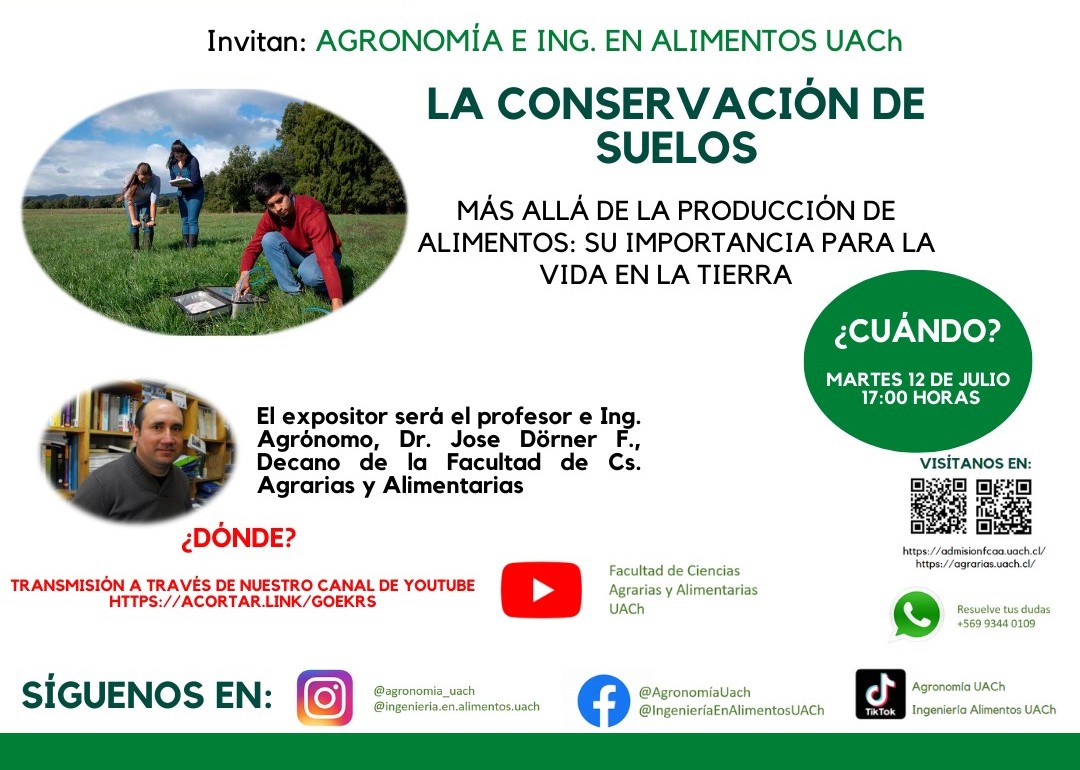 Invitan: AGRONOMÍA E ING. EN ALIMENTOS UACh
LA CONSERVACIÓN DE
SUELOS
MÁS ALLÁ DE LA PRODUCCIÓN DE
ALIMENTOS: SU IMPORTANCIA PARA LA
VIDA EN LA TIERRA
¿CUÁNDO?
MARTES 12 DE JULIO
17:00 HORAS
El expositor será el profesor e Ing.
Agrónomo, Dr. Jose Dörner F.,
Decano de la Facultad de Cs.
Agrarias y Alimentarias
VISÍTANOS EN:
https://admisionfcaa.uach.cl/
https://agrarias.uach.cl/
¿DÓNDE?
TRANSMISIÓN A TRAVÉS DE NUESTRO CANAL DE YOUTUBE
HTTPS://ACORTAR.LINK/GOEKRS
Facultad de Ciencias
Agrarias y Alimentarias
UACh
Resuelve tus dudas
+569 9344 0109
SÍGUENOS EN:
@agronomia_uach
@ingenieria.en.alimentos.uach
@AgronomíaUach
@IngenieríaEnAlimentosUACH
TikTok
Agronomía UACh
Ingeniería Alimentos UACh